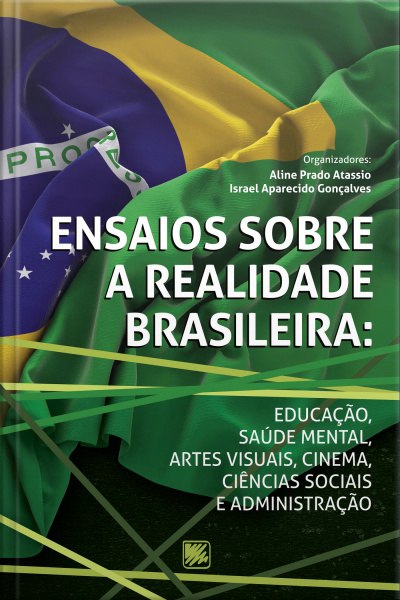 PROG
Organizadores:
Aline Prado Atassio
Israel Aparecido Gonçalves
ENSAIOS SOBRE
A REALIDADE
BRASILEIRA:
EDUCAÇÃO,
SAÚDE MENTAL,
ARTES VISUAIS, CINEMA,
CIÊNCIAS SOCIAIS
E ADMINISTRAÇÃO